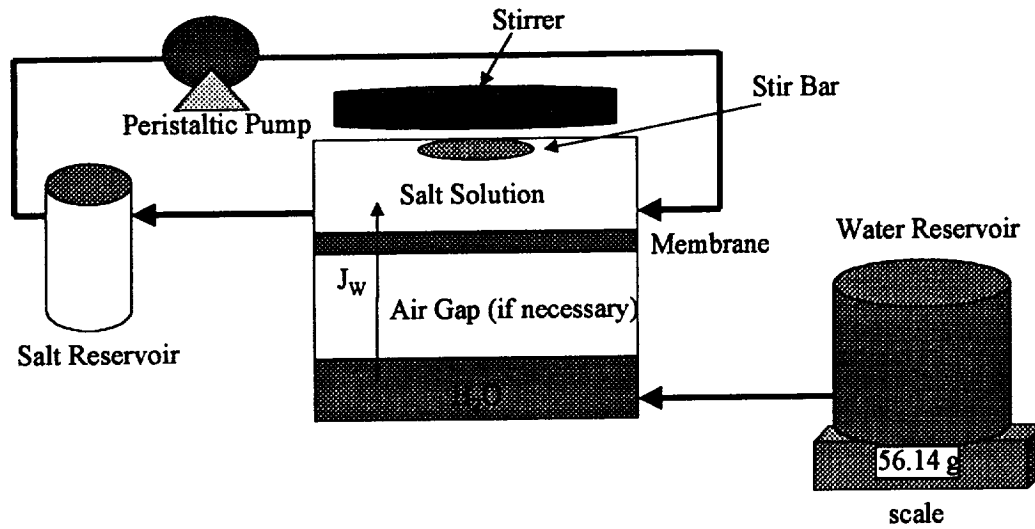 Stirrer
Stir Bar
Peristaltic Pump
Salt Solution
Membrane
Water Reservoir
J_W
Air Gap (if necessary)
Salt Reservoir
H₂O
56.14 g
scale